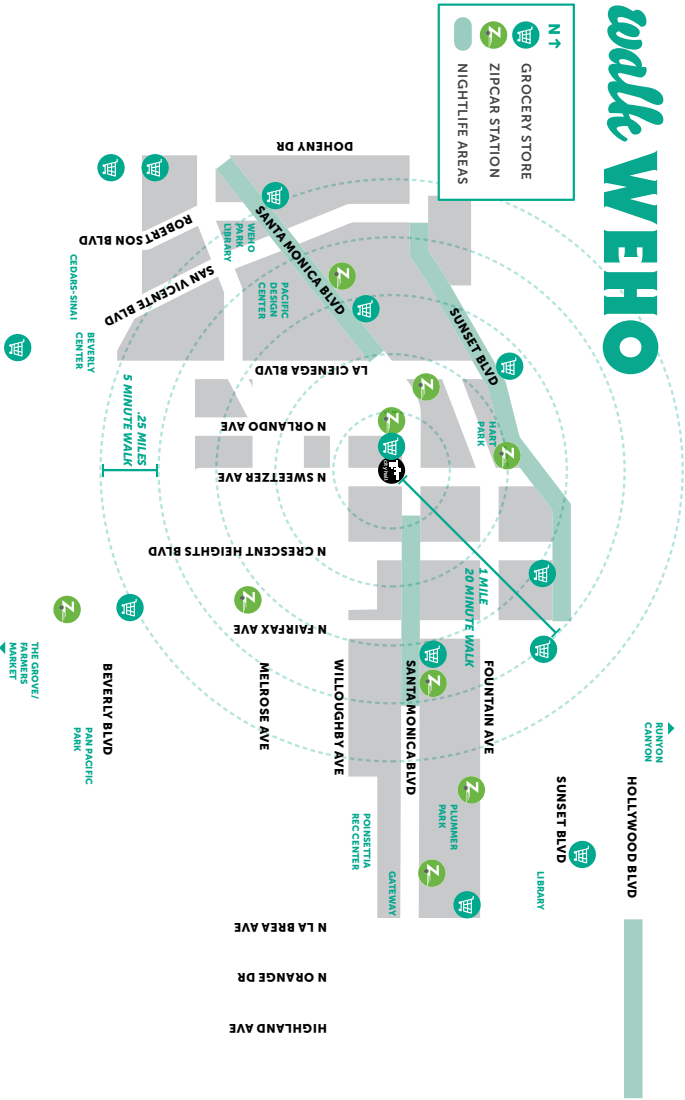 walk WEHO
N
GROCERY STORE
ZIPCAR STATION
NIGHTLIFE AREAS
RUNYON
CANYON
HOLLYWOOD BLVD
SUNSET BLVD
LIBRARY
SUNSET BLVD
HART
PARK
1 MILE
20 MINUTE WALK
FOUNTAIN AVE
PLUMMER
PARK
SANTA MONICA BLVD
city hall
GATEWAY
POINSETTIA
REC CENTER
WILLOUGHBY AVE
SANTA MONICA BLVD
WEHO
PARK
LIBRARY
PACIFIC
DESIGN
CENTER
MELROSE AVE
DOHENY DR
ROBERTSON BLVD
SAN VICENTE BLVD
LA CIENEGA BLVD
N ORLANDO AVE
N SWEETZER AVE
N CRESCENT HEIGHTS BLVD
N FAIRFAX AVE
N LA BREA AVE
N ORANGE DR
HIGHLAND AVE
.25 MILES
5 MINUTE WALK
BEVERLY BLVD
CEDARS-SINAI
BEVERLY
CENTER
PAN PACIFIC
PARK
THE GROVE/
FARMERS
MARKET